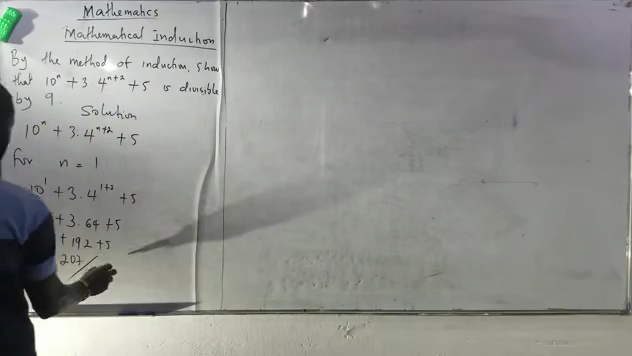 Mathematics
Mathematical Induction
By the method of induction, show
that 10ⁿ + 3. 4ⁿ⁺² + 5 is divisible
by 9.
Solution
10ⁿ + 3. 4ⁿ⁺² + 5
for n = 1
10¹ + 3. 4¹⁺² + 5
+ 3. 64 + 5
+ 192 + 5
207